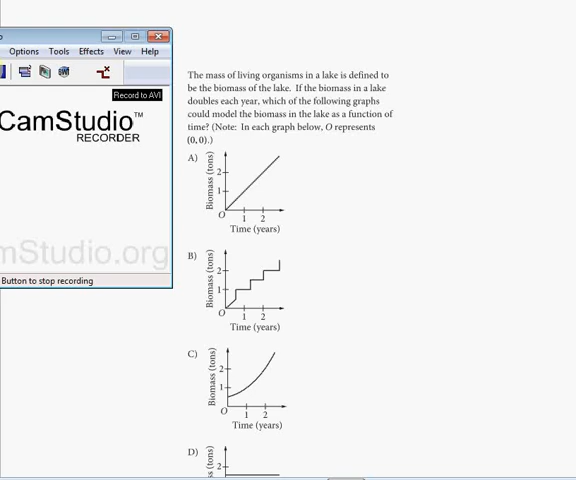 Options Tools Effects View Help
Record to AVI
CamStudio™
RECORDER
mStudio.org
Button to stop recording
The mass of living organisms in a lake is defined to
be the biomass of the lake. If the biomass in a lake
doubles each year, which of the following graphs
could model the biomass in the lake as a function of
time? (Note: In each graph below, O represents
(0,0).)
A)
Biomass (tons)
2
1
O 1 2
Time (years)
B)
Biomass (tons)
2
1
O 1 2
Time (years)
C)
Biomass (tons)
2
1
O 1 2
Time (years)
D)
ss (tons)
2